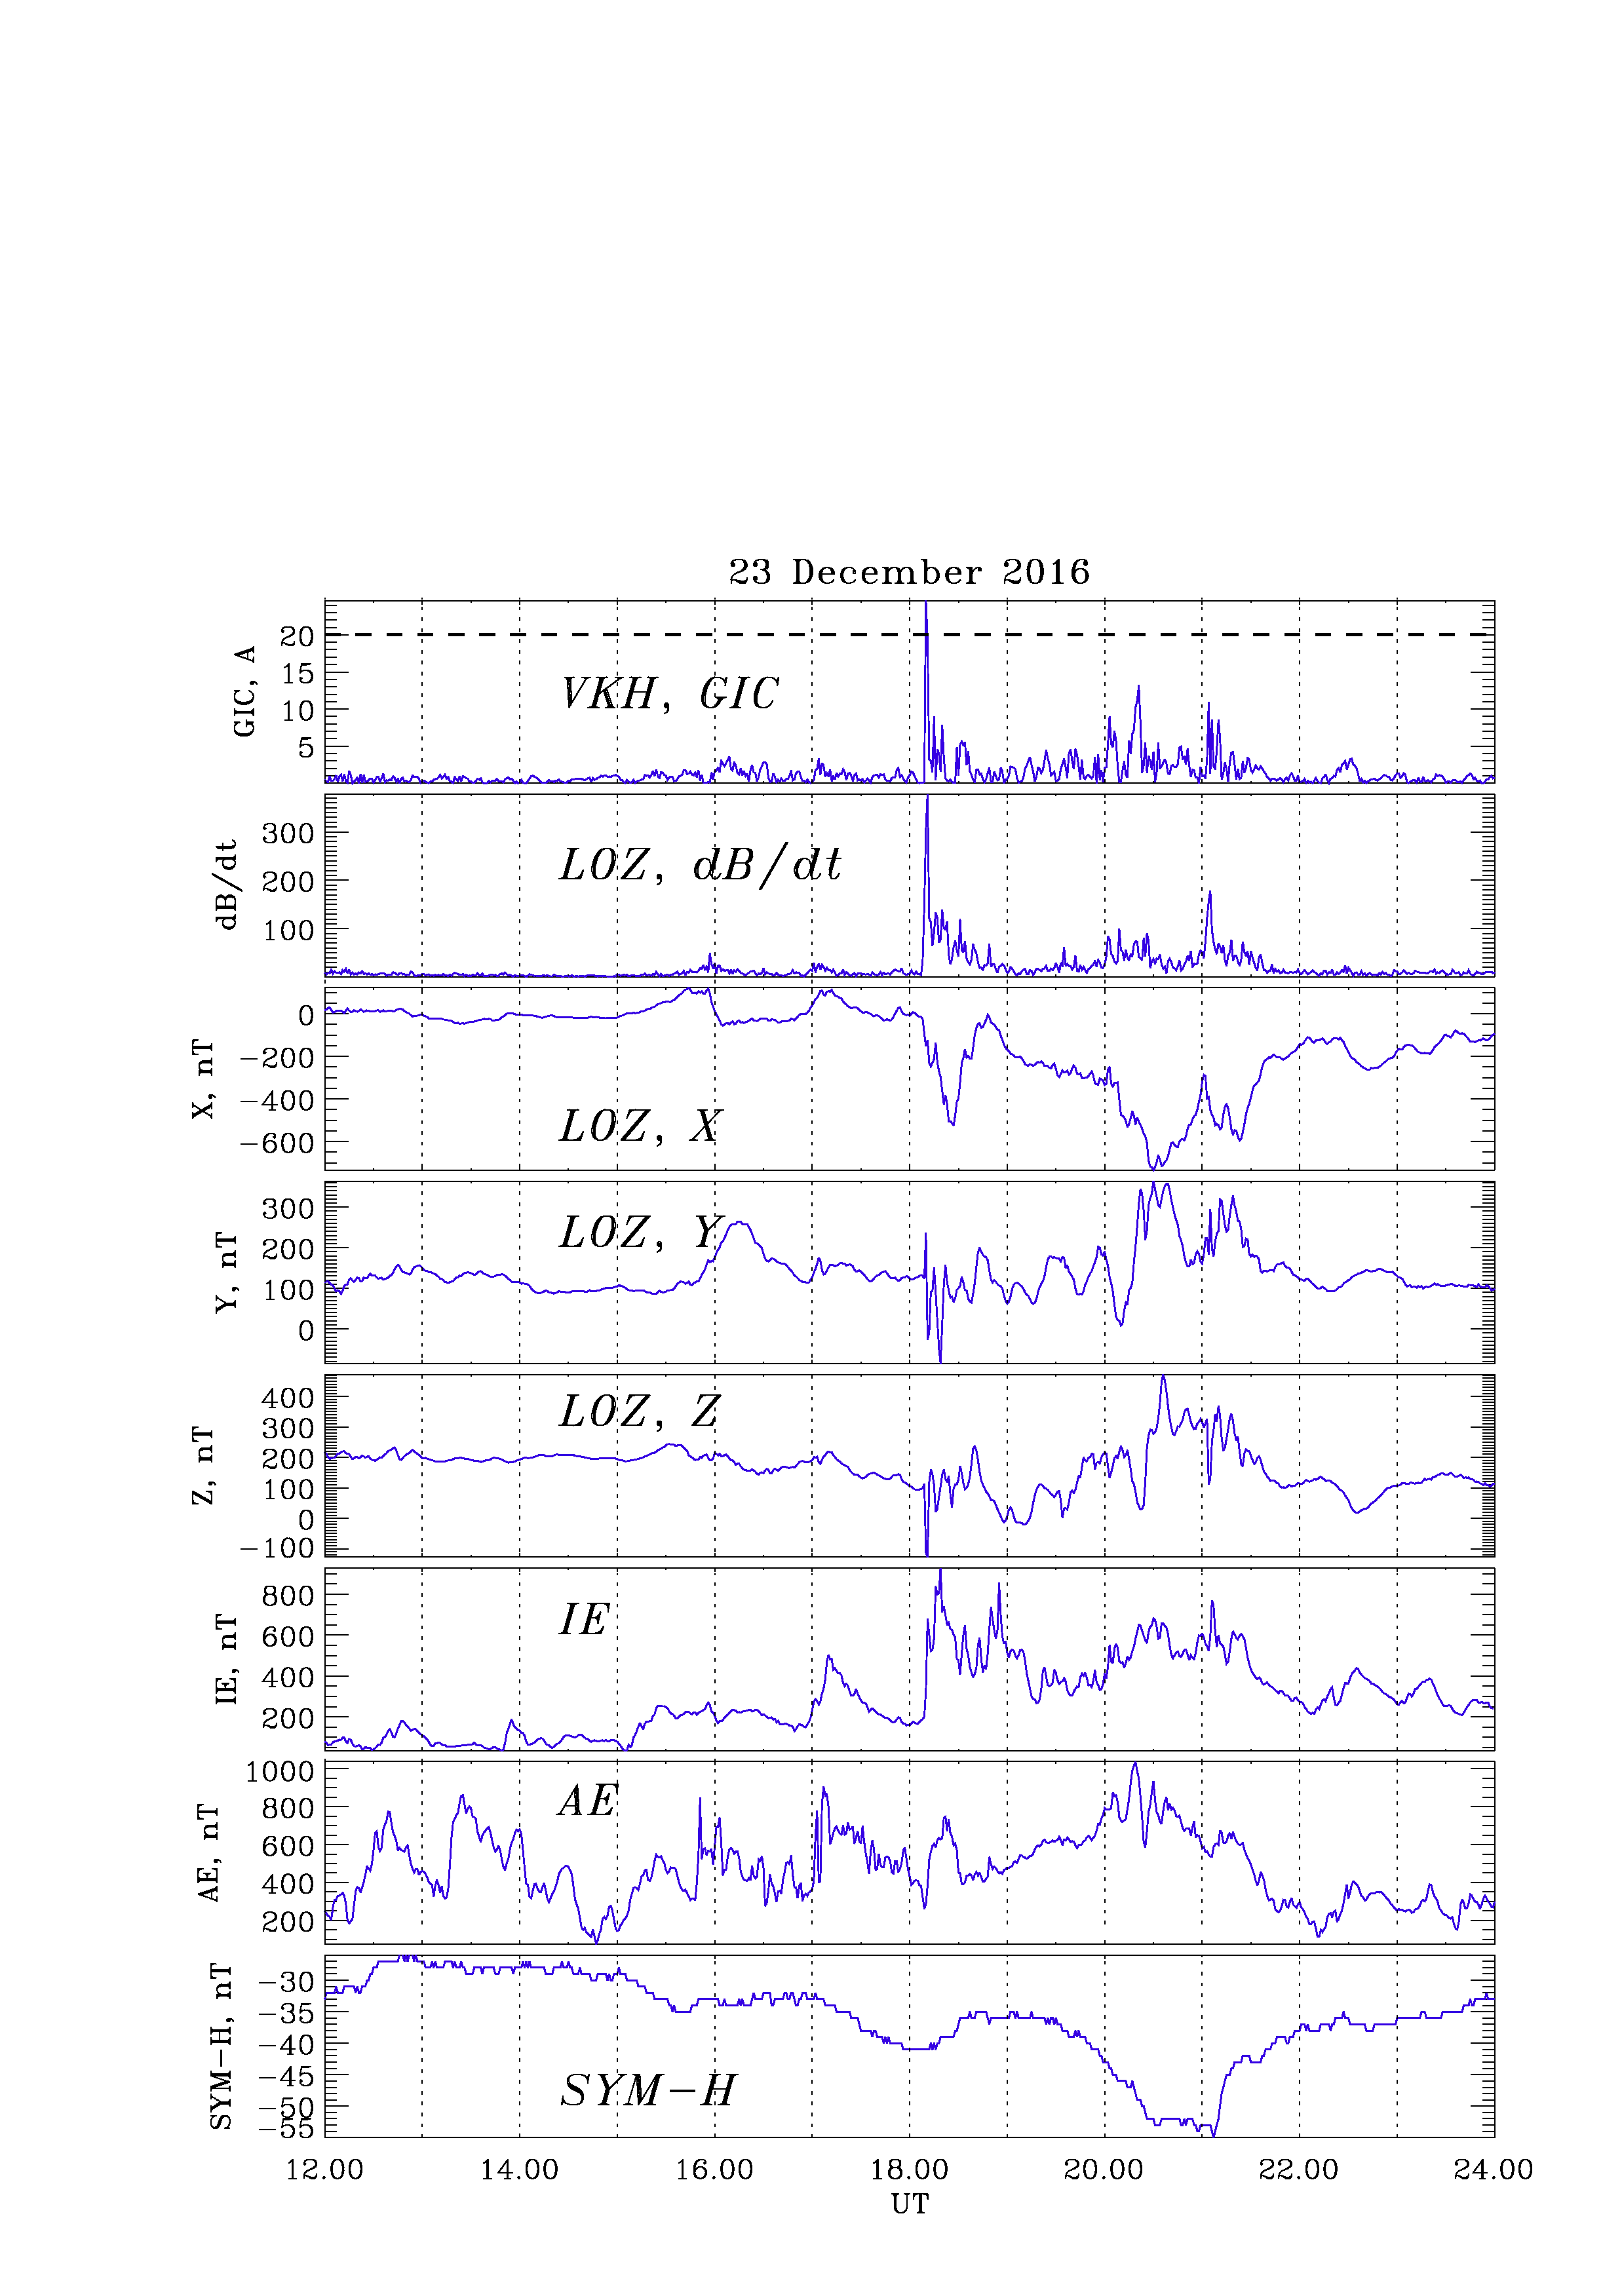 23 December 2016
GIC, A
20
15
10
5
VKH, GIC
dB/dt
300
200
100
LOZ, dB/dt
X, nT
0
−200
−400
−600
LOZ, X
Y, nT
300
200
100
0
LOZ, Y
Z, nT
400
300
200
100
0
−100
LOZ, Z
IE, nT
800
600
400
200
IE
AE, nT
1000
800
600
400
200
AE
SYM−H, nT
−30
−35
−40
−45
−50
−55
SYM−H
12.00 14.00 16.00 18.00 20.00 22.00 24.00
UT